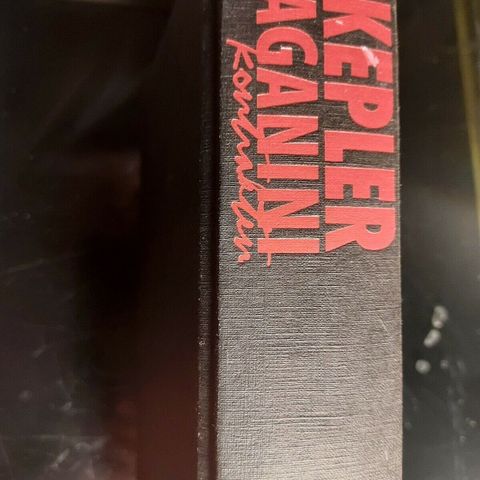 KEPLER
AGANINI
kontrakten